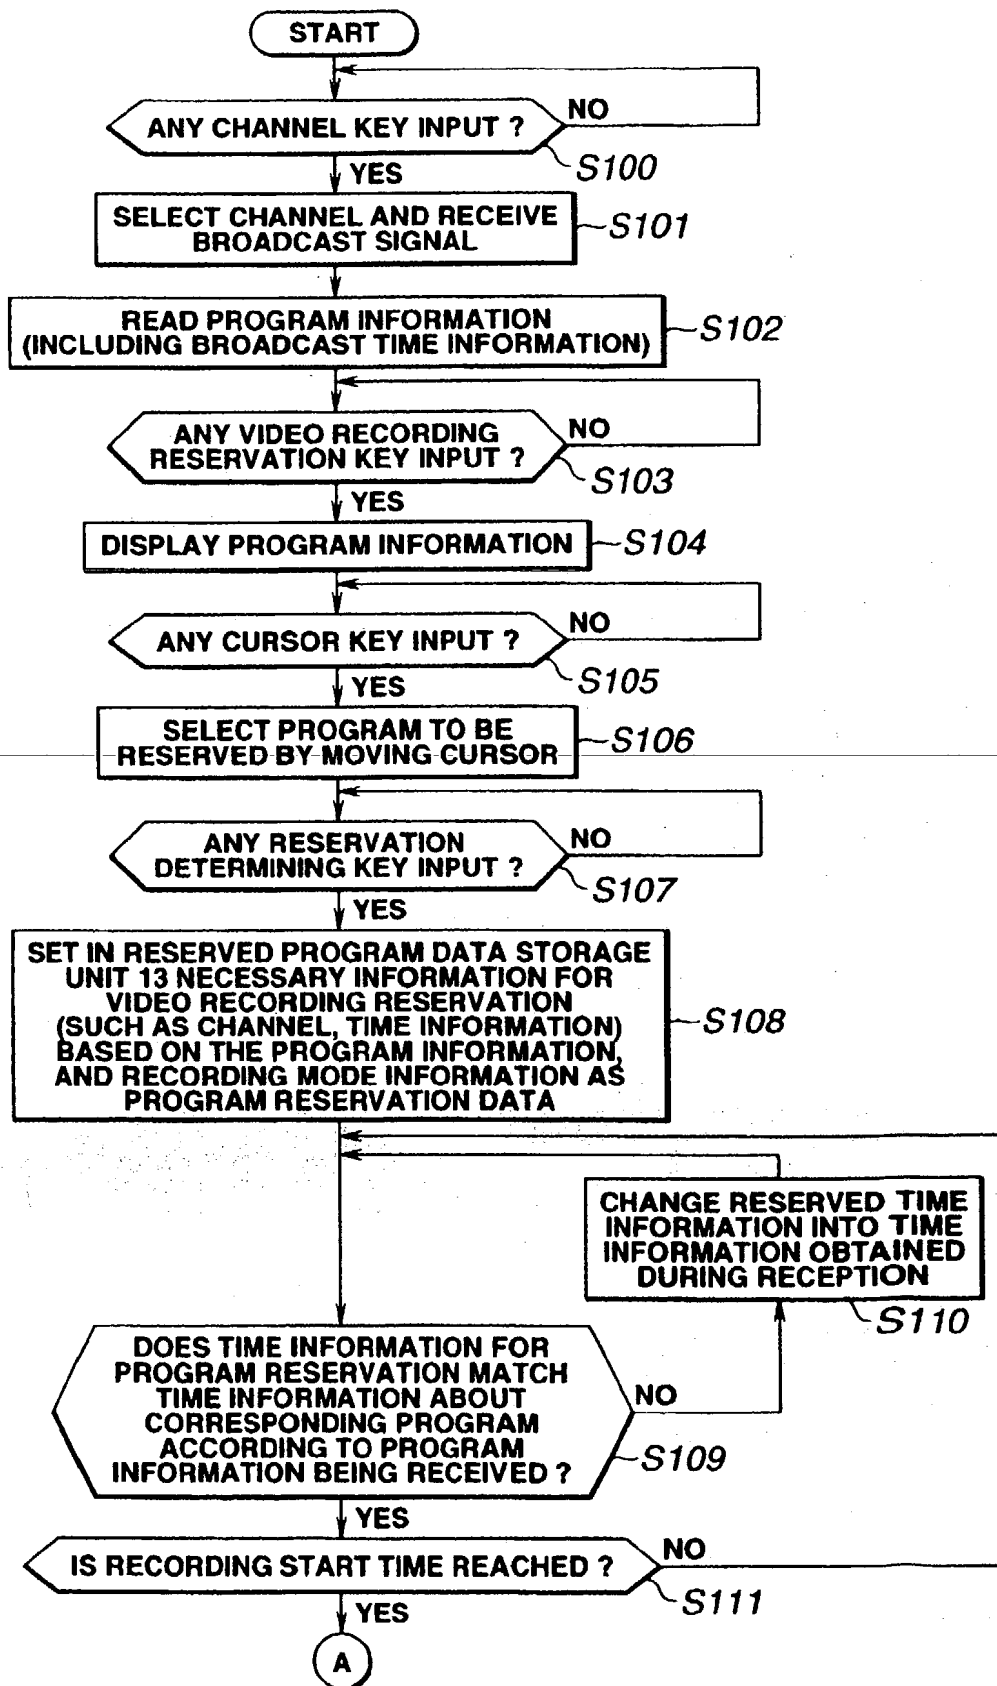 START
ANY CHANNEL KEY INPUT ?
NO
S100
YES
SELECT CHANNEL AND RECEIVE
BROADCAST SIGNAL
S101
READ PROGRAM INFORMATION
(INCLUDING BROADCAST TIME INFORMATION)
S102
ANY VIDEO RECORDING
RESERVATION KEY INPUT ?
NO
S103
YES
DISPLAY PROGRAM INFORMATION
S104
ANY CURSOR KEY INPUT ?
NO
S105
YES
SELECT PROGRAM TO BE
RESERVED BY MOVING CURSOR
S106
ANY RESERVATION
DETERMINING KEY INPUT ?
NO
S107
YES
SET IN RESERVED PROGRAM DATA STORAGE
UNIT 13 NECESSARY INFORMATION FOR
VIDEO RECORDING RESERVATION
(SUCH AS CHANNEL, TIME INFORMATION)
BASED ON THE PROGRAM INFORMATION,
AND RECORDING MODE INFORMATION AS
PROGRAM RESERVATION DATA
S108
CHANGE RESERVED TIME
INFORMATION INTO TIME
INFORMATION OBTAINED
DURING RECEPTION
S110
DOES TIME INFORMATION FOR
PROGRAM RESERVATION MATCH
TIME INFORMATION ABOUT
CORRESPONDING PROGRAM
ACCORDING TO PROGRAM
INFORMATION BEING RECEIVED ?
NO
S109
YES
IS RECORDING START TIME REACHED ?
NO
S111
YES
A